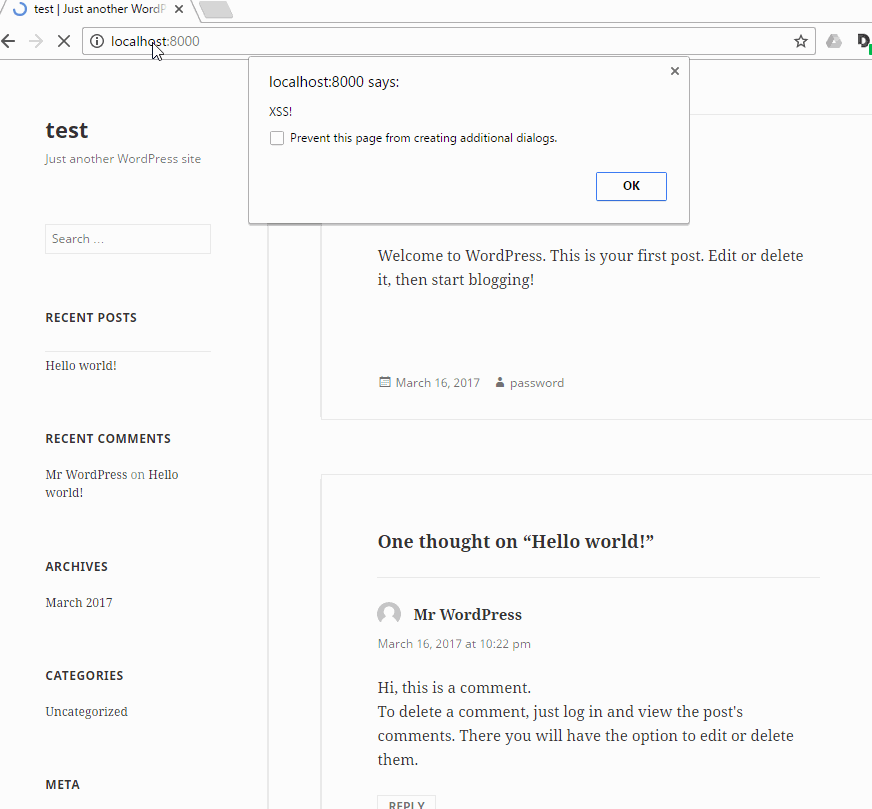 test | Just another WordP
localhost:8000
localhost:8000 says:
XSS!
Prevent this page from creating additional dialogs.
OK
test
Just another WordPress site
Search ...
RECENT POSTS
Hello world!
RECENT COMMENTS
Mr WordPress on Hello
world!
ARCHIVES
March 2017
CATEGORIES
Uncategorized
META
Welcome to WordPress. This is your first post. Edit or delete
it, then start blogging!
March 16, 2017 password
One thought on “Hello world!”
Mr WordPress
March 16, 2017 at 10:22 pm
Hi, this is a comment.
To delete a comment, just log in and view the post's
comments. There you will have the option to edit or delete
them.
REPLY